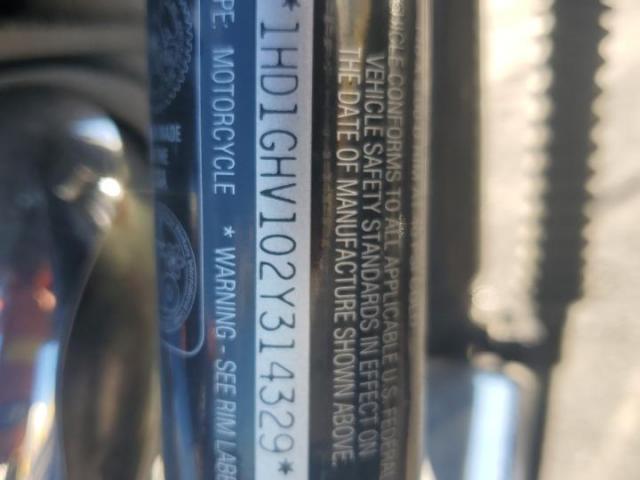 VEHICLE CONFORMS TO ALL APPLICABLE U.S. FEDERAL
VEHICLE SAFETY STANDARDS IN EFFECT ON
THE DATE OF MANUFACTURE SHOWN ABOVE.
*1HD1GHV102Y314329*
PE: MOTORCYCLE * WARNING - SEE RIM LABE